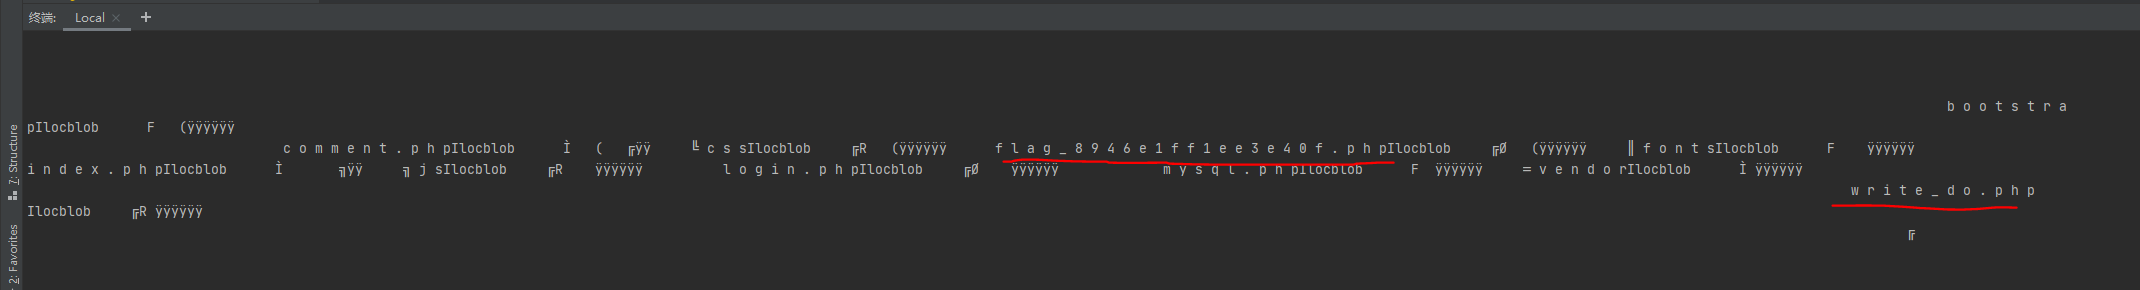 终端: Local × +
b o o t s t r a
pIlocblob F (ÿÿÿÿÿÿ
c o m m e n t . p h pIlocblob Ì ( ╔ÿÿ ╚ c s sIlocblob ╔R (ÿÿÿÿÿÿ f l a g _ 8 9 4 6 e 1 f f 1 e e 3 e 4 0 f . p h pIlocblob ╔Ø (ÿÿÿÿÿÿ ║ f o n t sIlocblob F ÿÿÿÿÿÿ
i n d e x . p h pIlocblob Ì ╗ÿÿ ╗ j sIlocblob ╔R ÿÿÿÿÿÿ l o g i n . p h pIlocblob ╔Ø ÿÿÿÿÿÿ m y s q l . p h pIlocblob F ÿÿÿÿÿÿ = v e n d o rIlocblob Ì ÿÿÿÿÿÿ
w r i t e _ d o . p h p
Ilocblob ╔R ÿÿÿÿÿÿ
╔
7: Structure
2: Favorites